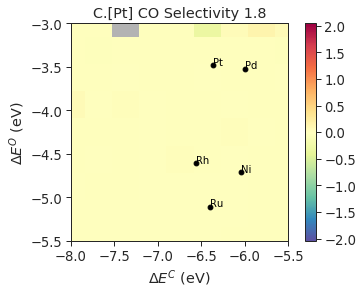 C.[Pt] CO Selectivity 1.8
−3.0
−3.5
−4.0
−4.5
−5.0
−5.5
ΔE^O (eV)
Pt
Pd
Rh
Ni
Ru
−8.0 −7.5 −7.0 −6.5 −6.0 −5.5
ΔE^C (eV)
2.0
1.5
1.0
0.5
0.0
−0.5
−1.0
−1.5
−2.0